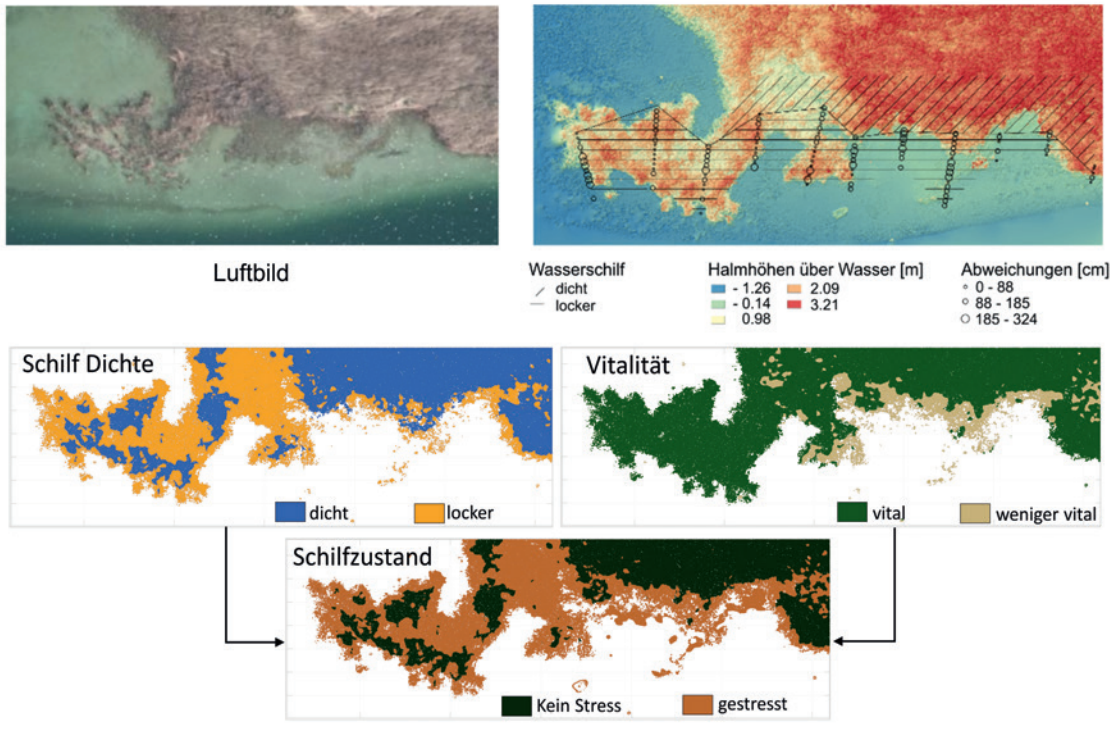 Luftbild
Wasserschilf
dicht
locker
Halmhöhen über Wasser [m]
- 1.26
- 0.14
0.98
2.09
3.21
Abweichungen [cm]
0 - 88
88 - 185
185 - 324
Schilf Dichte
dicht
locker
Vitalität
vital
weniger vital
Schilfzustand
Kein Stress
gestresst